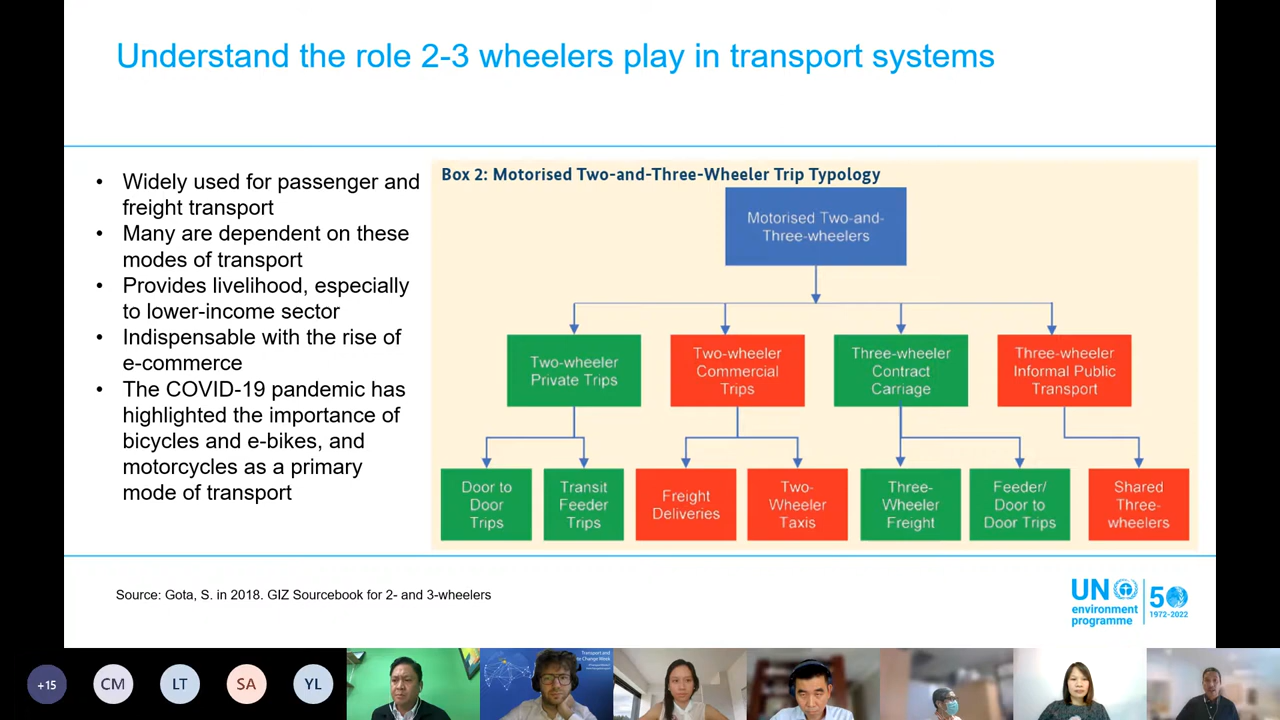 Understand the role 2-3 wheelers play in transport systems
• Widely used for passenger and
freight transport
• Many are dependent on these
modes of transport
• Provides livelihood, especially
to lower-income sector
• Indispensable with the rise of
e-commerce
• The COVID-19 pandemic has
highlighted the importance of
bicycles and e-bikes, and
motorcycles as a primary
mode of transport
Box 2: Motorised Two-and-Three-Wheeler Trip Typology
Motorised Two-and-
Three-wheelers
Two-wheeler
Private Trips
Two-wheeler
Commercial
Trips
Three-wheeler
Contract
Carriage
Three-wheeler
Informal Public
Transport
Door to
Door
Trips
Transit
Feeder
Trips
Freight
Deliveries
Two-
Wheeler
Taxis
Three-
Wheeler
Freight
Feeder/
Door to
Door Trips
Shared
Three-
wheelers
Source: Gota, S. in 2018. GIZ Sourcebook for 2- and 3-wheelers
UN
environment
programme
50
1972-2022
+15
CM
LT
SA
YL
Transport and
Change Week